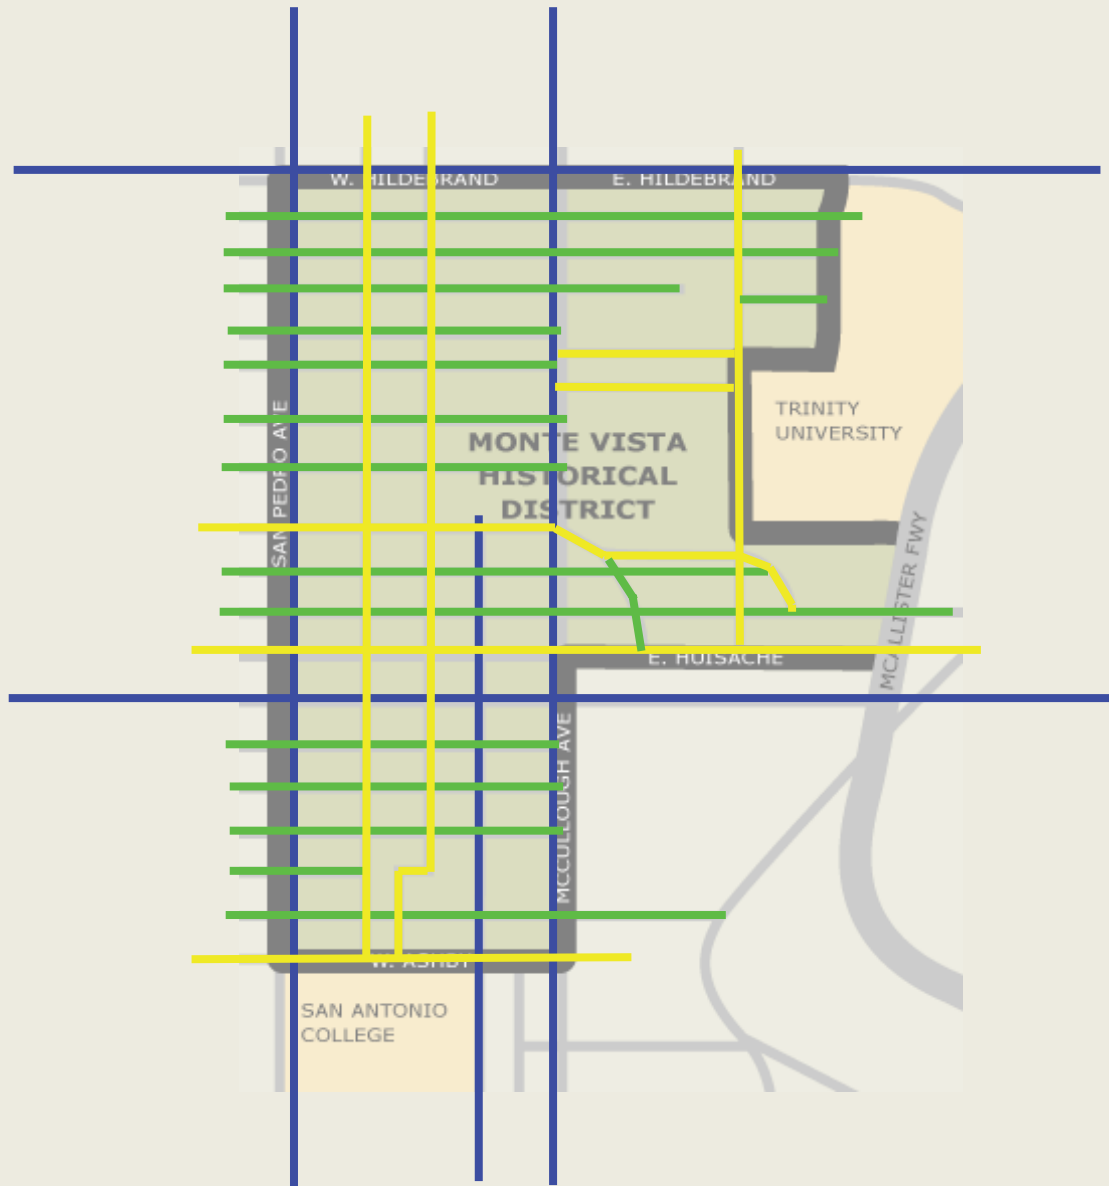 W. HILDEBRAND
E. HILDEBRAND
SAN PEDRO AVE
TRINITY
UNIVERSITY
MONTE VISTA
HISTORICAL
DISTRICT
MCALLISTER FWY
E. HUISACHE
MCCULLOUGH AVE
W. ASHBY
SAN ANTONIO
COLLEGE